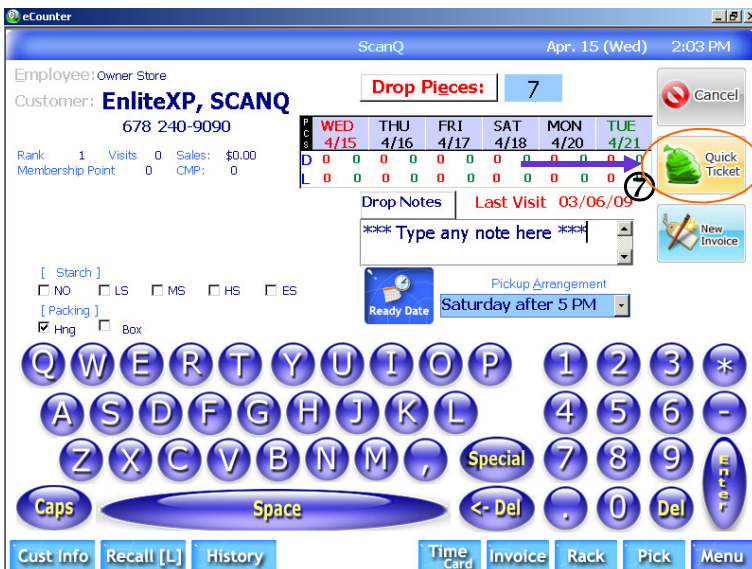 eCounter
ScanQ Apr. 15 (Wed) 2:03 PM
Employee: Owner Store
Customer: EnliteXP, SCANQ
678 240-9090
Rank 1 Visits 0 Sales: $0.00
Membership Point 0 CMP: 0
Drop Pieces: 7
PCS WED THU FRI SAT MON TUE
4/15 4/16 4/17 4/18 4/20 4/21
D 0 0 0 0 0 0 0 0 0 0 0 0
L 0 0 0 0 0 0 0 0 0 0 0 0
Drop Notes Last Visit 03/06/09
*** Type any note here ***
Cancel
Quick
Ticket
7
New
Invoice
[ Starch ]
NO LS MS HS ES
[ Packing ]
Hng Box
Ready Date
Pickup Arrangement
Saturday after 5 PM
Q W E R T Y U I O P 1 2 3 *
A S D F G H J K L 4 5 6 -
Z X C V B N M , Special 7 8 9 Enter
Caps Space <- Del . 0 Del
Cust Info Recall [L] History Time Card Invoice Rack Pick Menu